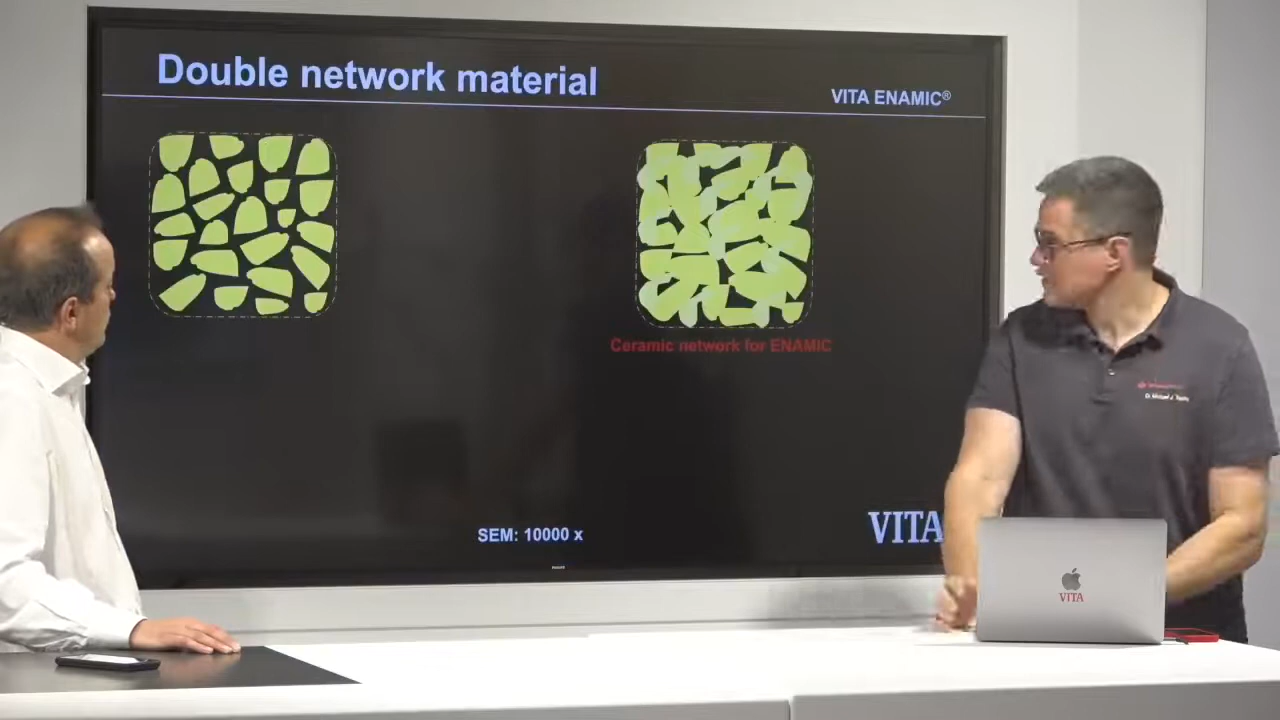 Double network material
VITA ENAMIC®
Ceramic network for ENAMIC
SEM: 10000 x
VITA
VITA